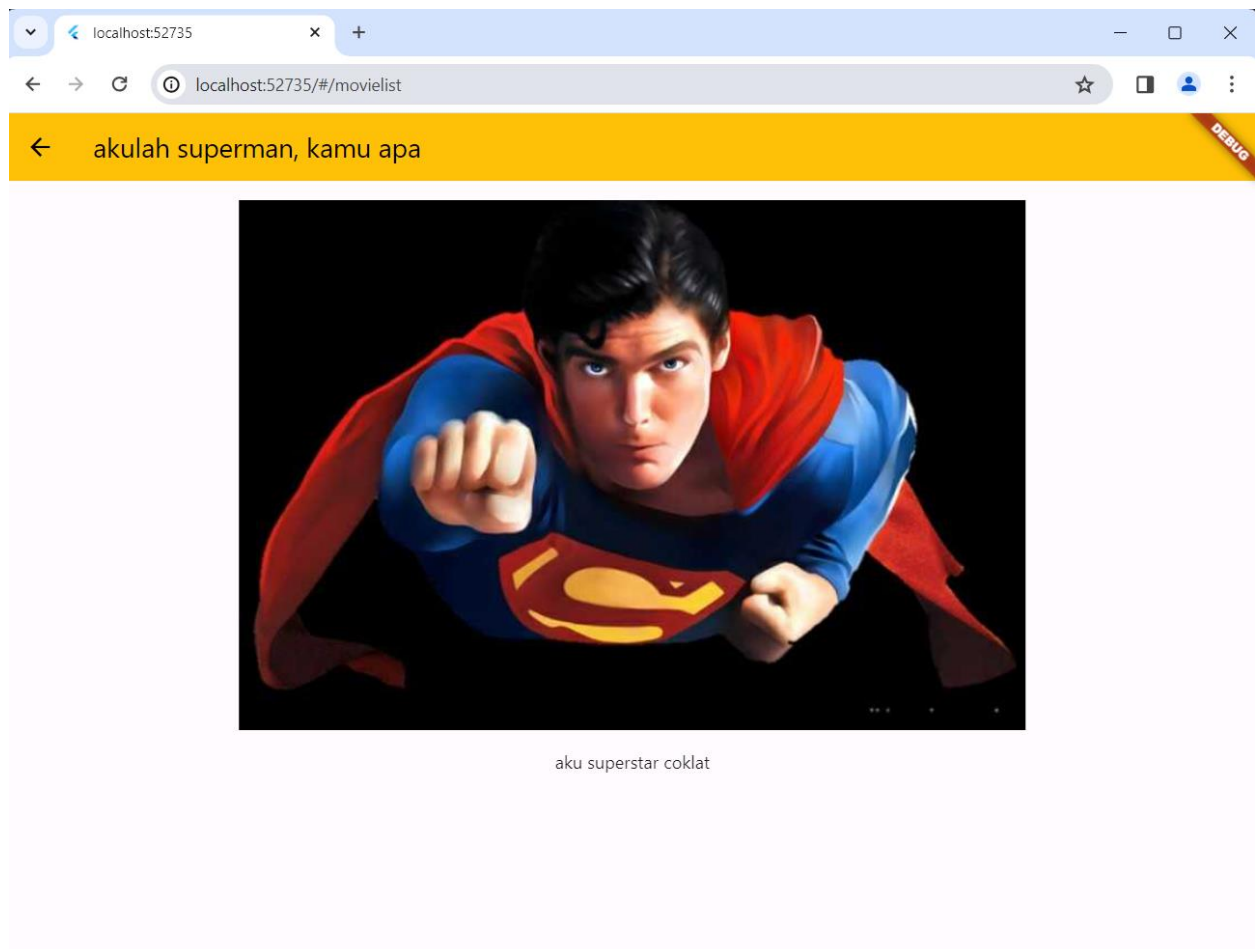 localhost:52735
localhost:52735/#/movielist
akulah superman, kamu apa
DEBUG
aku superstar coklat